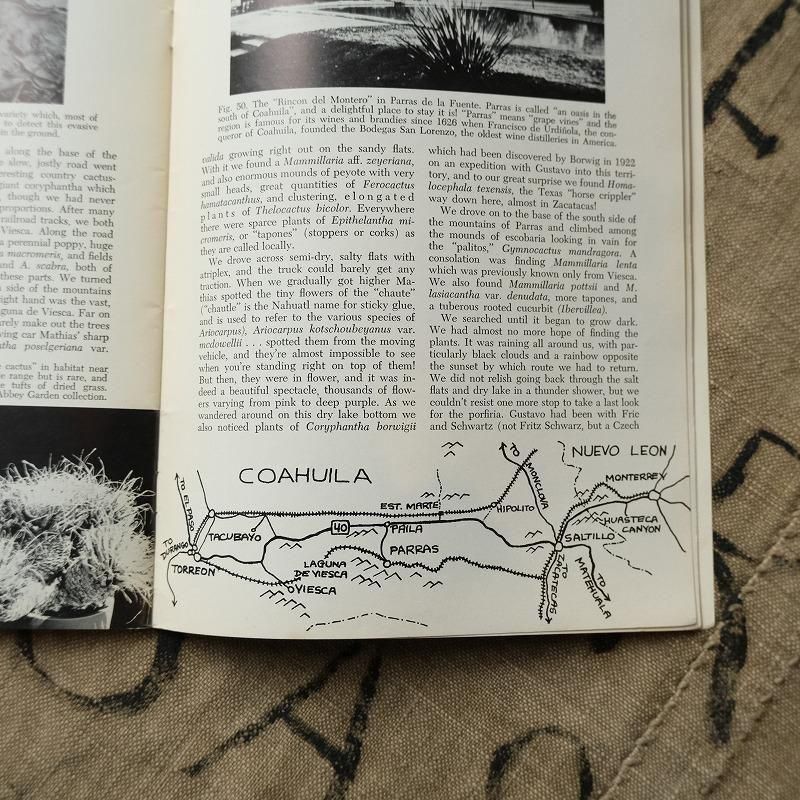 variety which, most of
to detect this evasive
in the ground.
along the base of the
e slow, jostly road went
eresting country cactus-
giant coryphantha which
, though we had never
proportions. After many
railroad tracks, we both
Viesca. Along the road
a perennial poppy, huge
macromeris, and fields
and A. scabra, both of
these parts. We turned
side of the mountains
right hand was the vast,
aguna de Viesca. Far on
arely make out the trees
ving car Mathias' sharp
tha poselgeriana var.
e cactus" in habitat near
e range but is rare, and
e tufts of dried grass.
Abbey Garden collection.
Fig. 50. The "Rincon del Montero" in Parras de la Fuente. Parras is called "an oasis in the
south of Coahuila", and a delightful place to stay it is! "Parras" means "grape vines" and the
region is famous for its wines and brandies since 1626 when Francisco de Urdiñola, the con-
queror of Coahuila, founded the Bodegas San Lorenzo, the oldest wine distilleries in America.
valida growing right out on the sandy flats.
With it we found a Mammillaria aff. zeyeriana,
and also enormous mounds of peyote with very
small heads, great quantities of Ferocactus
hamatacanthus, and clustering, elongated
plants of Thelocactus bicolor. Everywhere
there were sparce plants of Epithelantha mi-
cromeris, or "tapones" (stoppers or corks) as
they are called locally.
We drove across semi-dry, salty flats with
atriplex, and the truck could barely get any
traction. When we gradually got higher Ma-
thias spotted the tiny flowers of the "chaute"
("chautle" is the Nahuatl name for sticky glue,
and is used to refer to the various species of
Ariocarpus), Ariocarpus kotschoubeyanus var.
mcdowellii . . . spotted them from the moving
vehicle, and they're almost impossible to see
when you're standing right on top of them!
But then, they were in flower, and it was in-
deed a beautiful spectacle, thousands of flow-
ers varying from pink to deep purple. As we
wandered around on this dry lake bottom we
also noticed plants of Coryphantha borwigii
which had been discovered by Borwig in 1922
on an expedition with Gustavo into this terri-
tory, and to our great surprise we found Homa-
locephala texensis, the Texas "horse crippler"
way down here, almost in Zacatacas!
We drove on to the base of the south side of
the mountains of Parras and climbed among
the mounds of escobaria looking in vain for
the "palitos," Gymnocactus mandragora. A
consolation was finding Mammillaria lenta
which was previously known only from Viesca.
We also found Mammillaria pottsii and M.
lasiacantha var. denudata, more tapones, and
a tuberous rooted cucurbit (Ibervillea).
We searched until it began to grow dark.
We had almost no more hope of finding the
plants. It was raining all around us, with par-
ticularly black clouds and a rainbow opposite
the sunset by which route we had to return.
We did not relish going back through the salt
flats and dry lake in a thunder shower, but we
couldn't resist one more stop to take a last look
for the porfiria. Gustavo had been with Fric
and Schwartz (not Fritz Schwarz, but a Czech
COAHUILA
NUEVO LEON
TO EL PASO
TO DURANGO
TORREON
TACUBAYO
LAGUNA
DE VIESCA
VIESCA
40
EST. MARTE
PAILA
PARRAS
HIPOLITO
TO MONCLOVA
MONTERREY
HUASTECA
CANYON
SALTILLO
TO ZACATECAS
TO MATEHUALA